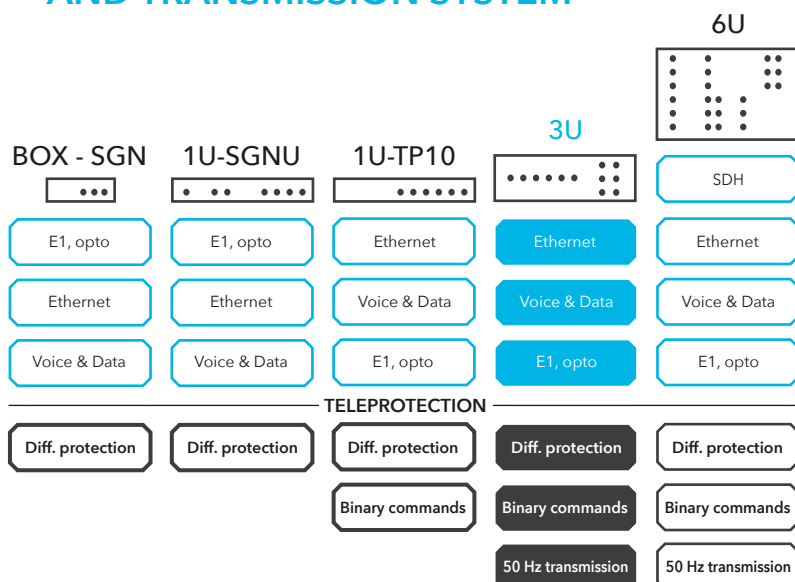 AND TRANSMISSION SYSTEM
6U
3U
BOX - SGN 1U-SGNU 1U-TP10
SDH
E1, opto E1, opto Ethernet Ethernet Ethernet
Ethernet Ethernet Voice & Data Voice & Data Voice & Data
Voice & Data Voice & Data E1, opto E1, opto E1, opto
TELEPROTECTION
Diff. protection Diff. protection Diff. protection Diff. protection Diff. protection
Binary commands Binary commands Binary commands
50 Hz transmission 50 Hz transmission